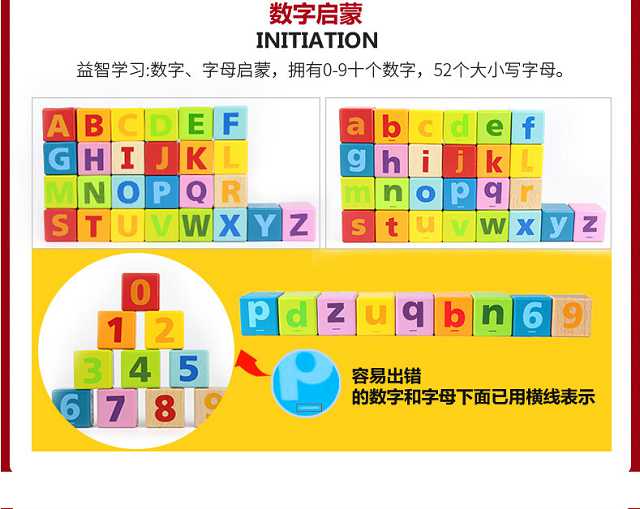 数字启蒙
INITIATION
益智学习:数字、字母启蒙，拥有0-9十个数字，52个大小写字母。
A B C D E F
a b c d e f
G H I J K L
g h i j k L
M N O P Q R
m n o p q r
S T U V W X Y Z
s t u v w x y z
0
1 2
3 4 5
6 7 8 9
p d z u q b n 6 9
P
容易出错
的数字和字母下面已用横线表示